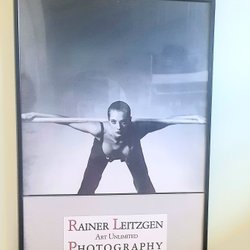 RAINER LEITZGEN
ART UNLIMITED
PHOTOGRAPHY